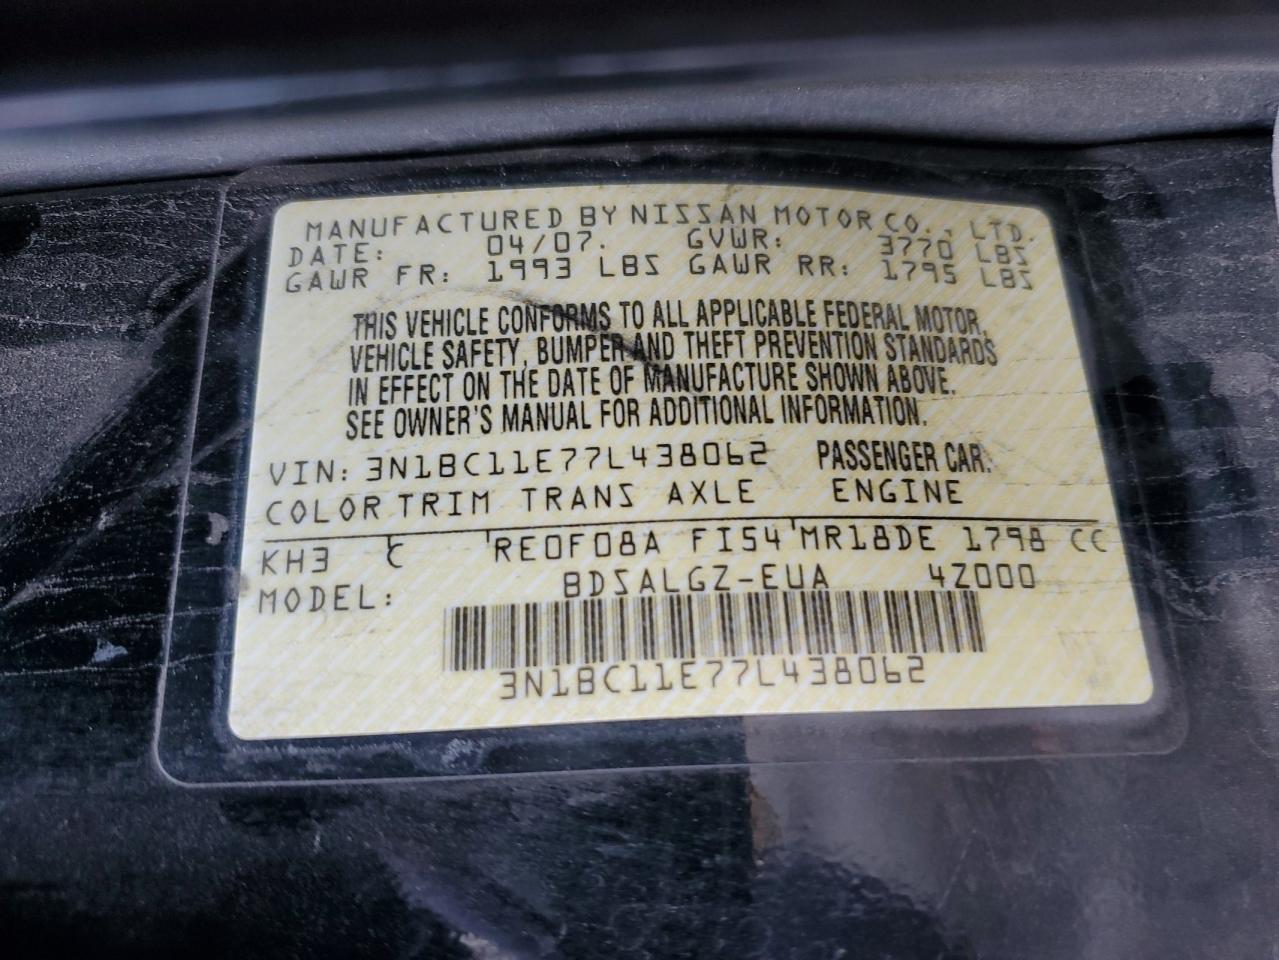 MANUFACTURED BY NISSAN MOTOR CO., LTD.
DATE: 04/07. GVWR: 3770 LBS
GAWR FR: 1993 LBS GAWR RR: 1795 LBS
THIS VEHICLE CONFORMS TO ALL APPLICABLE FEDERAL MOTOR
VEHICLE SAFETY, BUMPER AND THEFT PREVENTION STANDARDS
IN EFFECT ON THE DATE OF MANUFACTURE SHOWN ABOVE.
SEE OWNER'S MANUAL FOR ADDITIONAL INFORMATION.
VIN: 3N1BC11E77L438062 PASSENGER CAR
COLOR TRIM TRANS AXLE ENGINE
KH3 C RE0F08A FI54 MR18DE 1798 CC
MODEL: BDSALGZ-EUA 4Z000
3N1BC11E77L438062